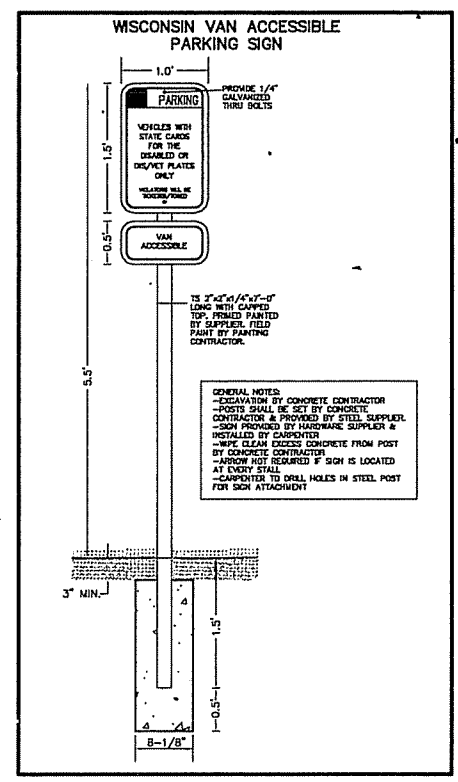 WISCONSIN VAN ACCESSIBLE
PARKING SIGN
1.0'
PARKING
PROVIDE 1/4"
GALVANIZED
THRU BOLTS
VEHICLES WITH
STATE CARDS
FOR THE
DISABLED OR
DIS/VET PLATES
ONLY
VIOLATORS WILL BE
1.5'
0.5'
VAN
ACCESSIBLE
TS 2"x2"x1/4"x7'-0"
LONG WITH CAPPED
TOP. PRIMED PAINTED
BY SUPPLIER. FIELD
PAINT BY PAINTING
CONTRACTOR.
5.5'
GENERAL NOTES:
-EXCAVATION BY CONCRETE CONTRACTOR
-POSTS SHALL BE SET BY CONCRETE
CONTRACTOR & PROVIDED BY STEEL SUPPLIER.
-SIGN PROVIDED BY HARDWARE SUPPLIER &
INSTALLED BY CARPENTER
-WIPE CLEAN EXCESS CONCRETE FROM POST
BY CONCRETE CONTRACTOR
-ARROW NOT REQUIRED IF SIGN IS LOCATED
AT EVERY STALL
-CARPENTER TO DRILL HOLES IN STEEL POST
FOR SIGN ATTACHMENT
3" MIN.
1.5'
0.5'
8-1/8"